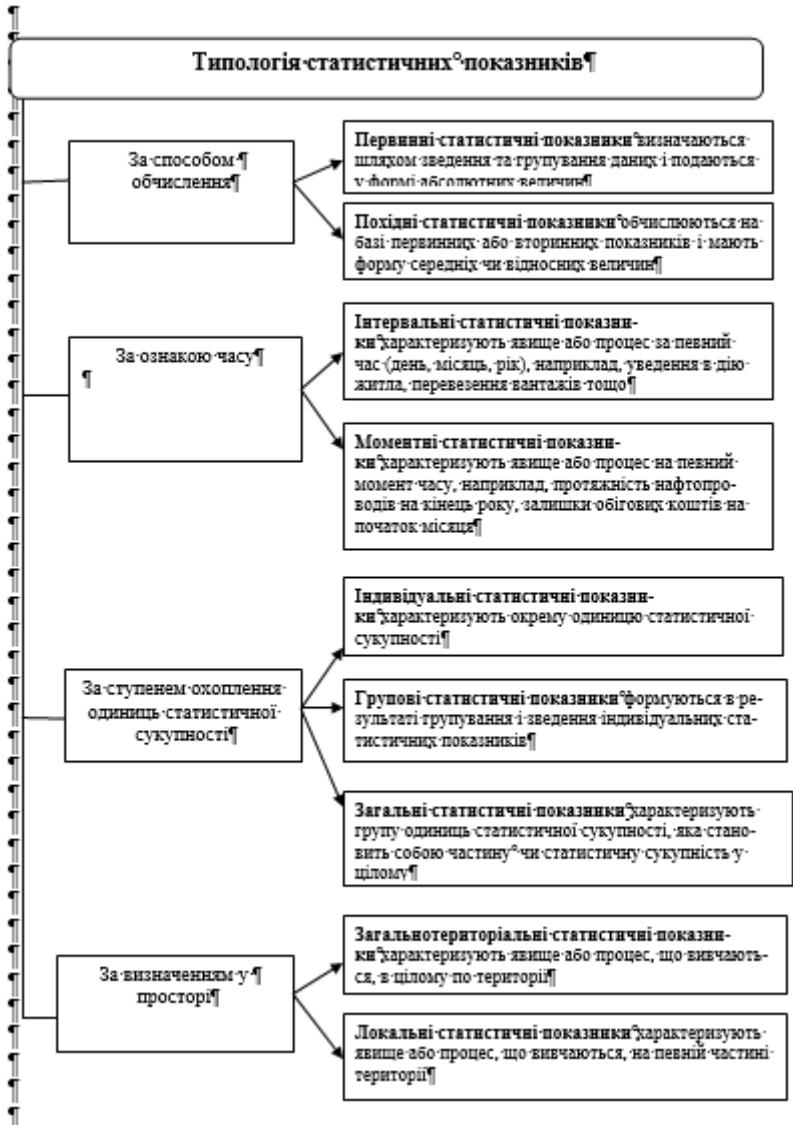 Типологія статистичних показників
За способом
обчислення
Первинні статистичні показники визначаються
шляхом зведення та групування даних і подаються
у формі абсолютних величин
Похідні статистичні показники обчислюються на
базі первинних або вторинних показників і мають
форму середніх чи відносних величин
За ознакою часу
Інтервальні статистичні показни-
ки характеризують явище або процес за певний
час (день, місяць, рік), наприклад, уведення в дію
житла, перевезення вантажів тощо
Моментні статистичні показни-
ки характеризують явище або процес на певний
момент часу, наприклад, протяжність нафтопро-
водів на кінець року, залишки обігових коштів на
початок місяця
За ступенем охоплення
одиниць статистичної
сукупності
Індивідуальні статистичні показни-
ки характеризують окрему одиницю статистичної
сукупності
Групові статистичні показники формуються в ре-
зультаті групування і зведення індивідуальних ста-
тистичних показників
Загальні статистичні показники характеризують
групу одиниць статистичної сукупності, яка стано-
вить собою частину чи статистичну сукупність у
цілому
За визначенням у
просторі
Загальнотериторіальні статистичні показни-
ки характеризують явище або процес, що вивчають-
ся, в цілому по території
Локальні статистичні показники характеризують
явище або процес, що вивчаються, на певній частині
території